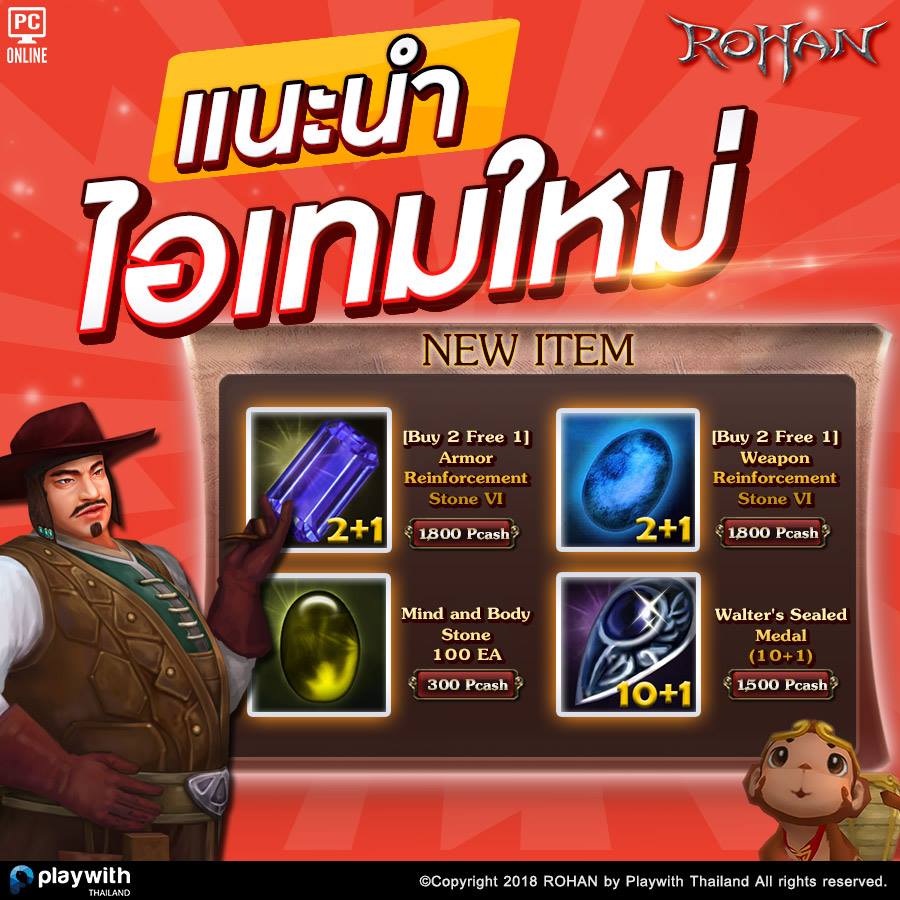 PC
ONLINE
ROHAN
แนะนำ
ไอเทมใหม่
NEW ITEM
2+1
[Buy 2 Free 1]
Armor
Reinforcement
Stone VI
1,800 Pcash
2+1
[Buy 2 Free 1]
Weapon
Reinforcement
Stone VI
1,800 Pcash
Mind and Body
Stone
100 EA
300 Pcash
10+1
Walter's Sealed
Medal
(10+1)
1,500 Pcash
playwith
THAILAND
©Copyright 2018 ROHAN by Playwith Thailand All rights reserved.